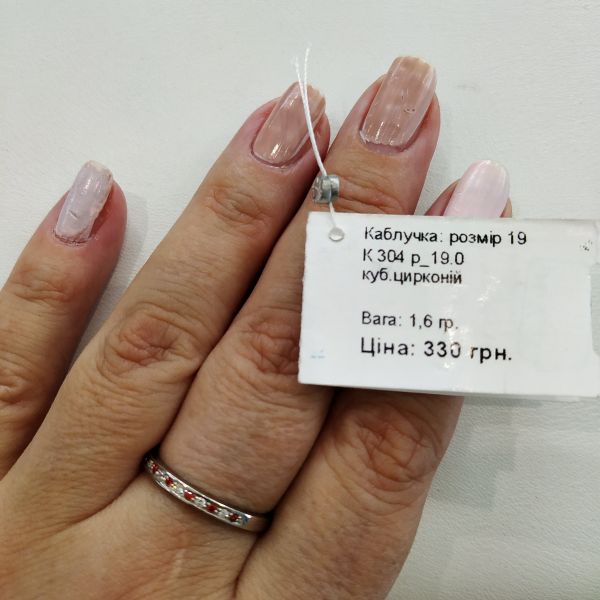 Каблучка: розмір 19
К 304 р_19.0
куб.цирконій
Вага: 1,6 гр.
Ціна: 330 грн.